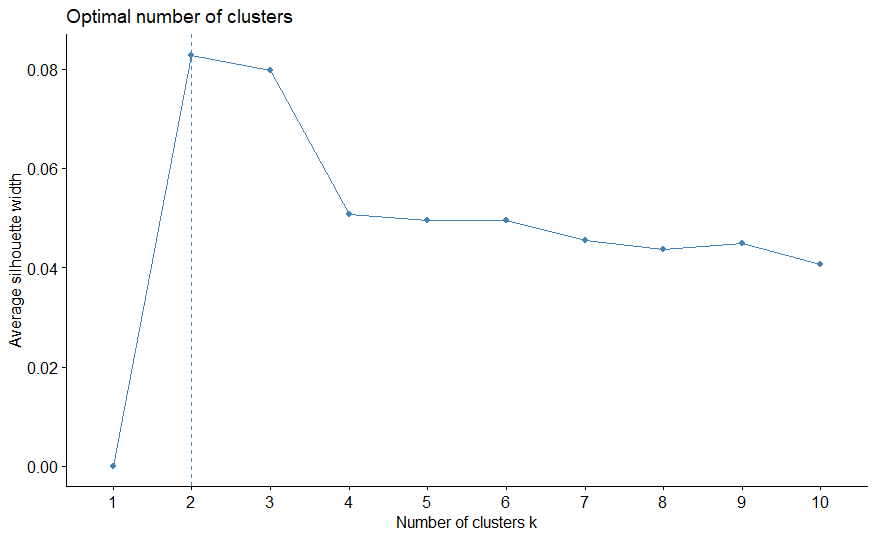 Optimal number of clusters
Average silhouette width
0.08
0.06
0.04
0.02
0.00
1 2 3 4 5 6 7 8 9 10
Number of clusters k